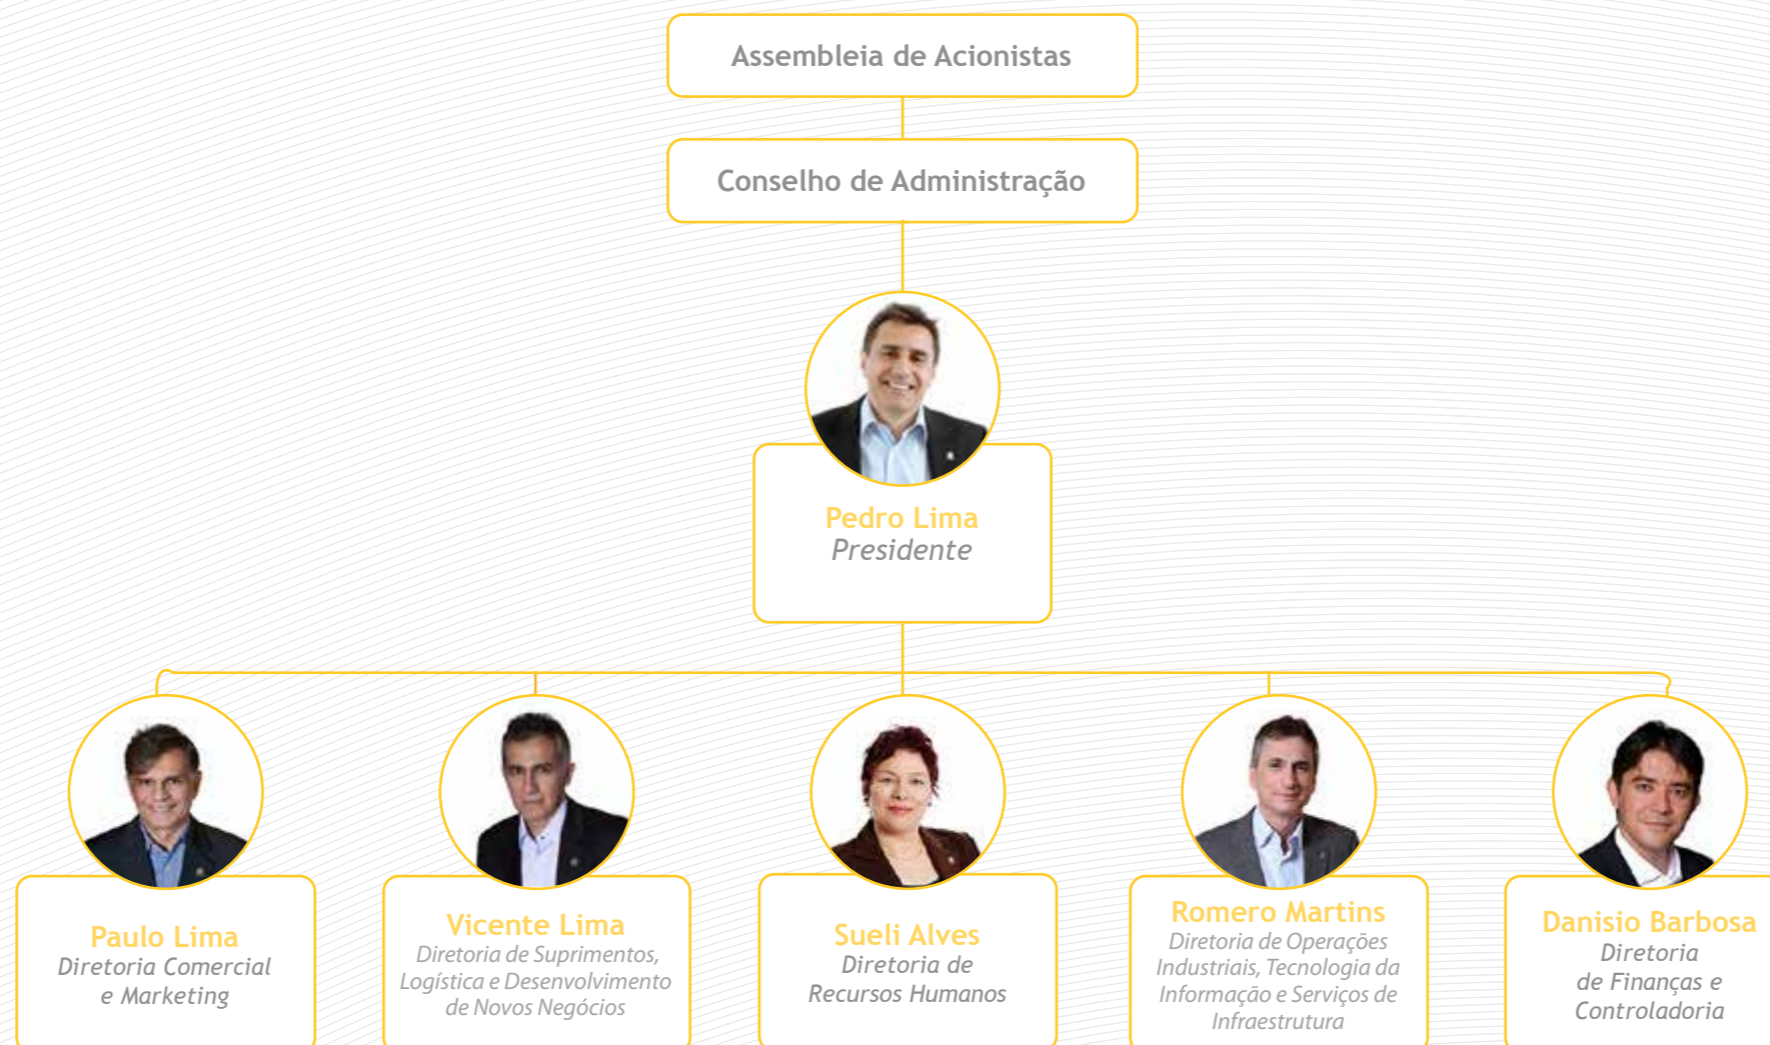 Assembleia de Acionistas
Conselho de Administração
Pedro Lima
Presidente
Paulo Lima
Diretoria Comercial
e Marketing
Vicente Lima
Diretoria de Suprimentos,
Logística e Desenvolvimento
de Novos Negócios
Sueli Alves
Diretoria de
Recursos Humanos
Romero Martins
Diretoria de Operações
Industriais, Tecnologia da
Informação e Serviços de
Infraestrutura
Danisio Barbosa
Diretoria
de Finanças e
Controladoria